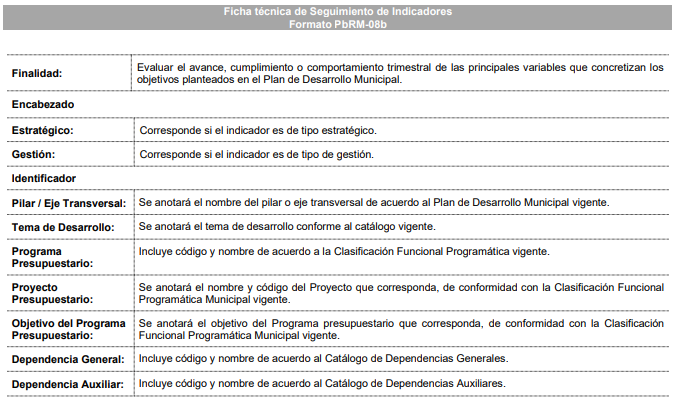 Ficha técnica de Seguimiento de Indicadores
Formato PbRM-08b
Finalidad: Evaluar el avance, cumplimiento o comportamiento trimestral de las principales variables que concretizan los
objetivos planteados en el Plan de Desarrollo Municipal.
Encabezado
Estratégico: Corresponde si el indicador es de tipo estratégico.
Gestión: Corresponde si el indicador es de tipo de gestión.
Identificador
Pilar / Eje Transversal: Se anotará el nombre del pilar o eje transversal de acuerdo al Plan de Desarrollo Municipal vigente.
Tema de Desarrollo: Se anotará el tema de desarrollo conforme al catálogo vigente.
Programa
Presupuestario:
Incluye código y nombre de acuerdo a la Clasificación Funcional Programática vigente.
Proyecto
Presupuestario:
Se anotará el nombre y código del Proyecto que corresponda, de conformidad con la Clasificación Funcional
Programática Municipal vigente.
Objetivo del Programa
Presupuestario:
Se anotará el objetivo del Programa presupuestario que corresponda, de conformidad con la Clasificación
Funcional Programática Municipal vigente.
Dependencia General: Incluye código y nombre de acuerdo al Catálogo de Dependencias Generales.
Dependencia Auxiliar: Incluye código y nombre de acuerdo al Catálogo de Dependencias Auxiliares.